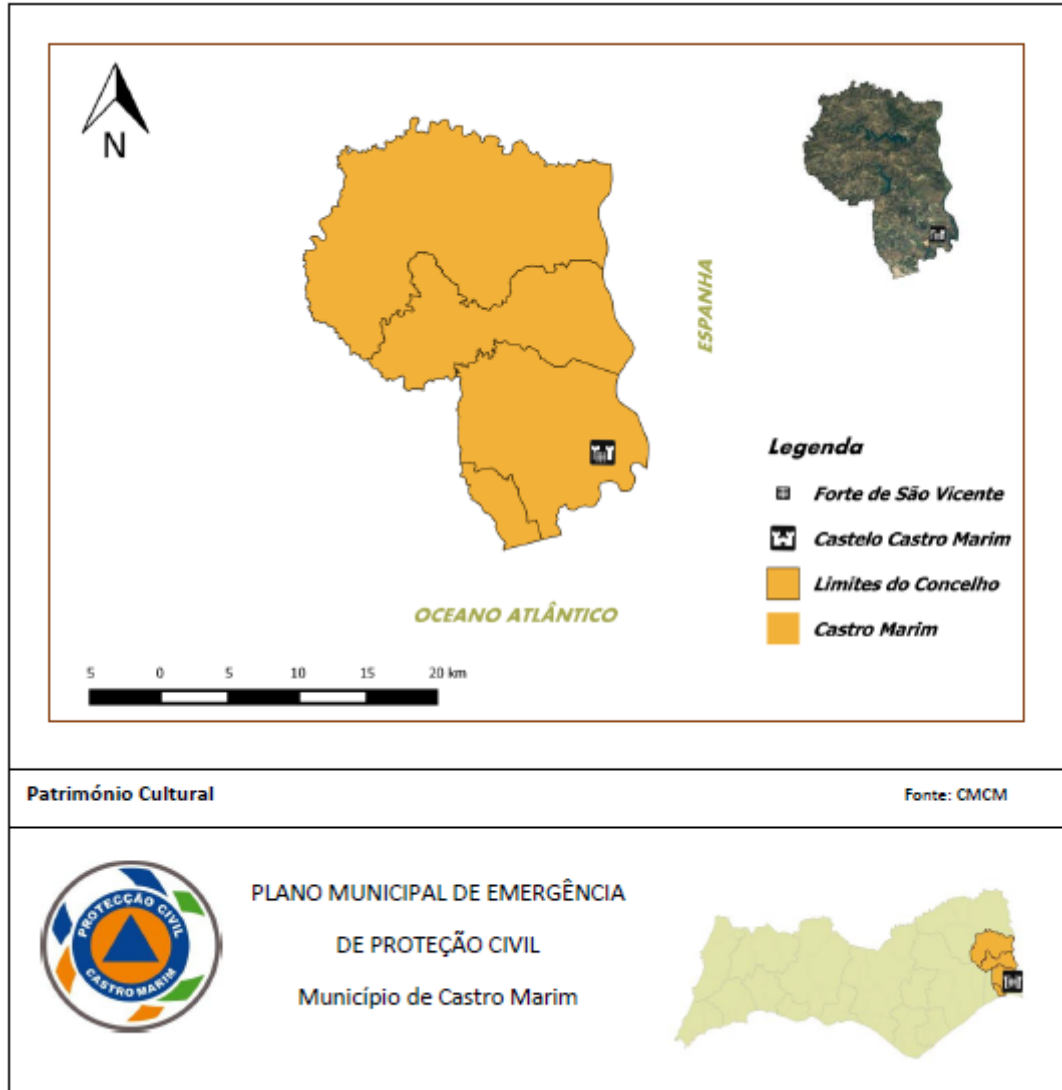 N
ESPANHA
Legenda
Forte de São Vicente
Castelo Castro Marim
Limites do Concelho
Castro Marim
OCEANO ATLÂNTICO
5 0 5 10 15 20 km
Património Cultural
Fonte: CMCM
PROTECÇÃO CIVIL
CASTRO MARIM
PLANO MUNICIPAL DE EMERGÊNCIA
DE PROTEÇÃO CIVIL
Município de Castro Marim